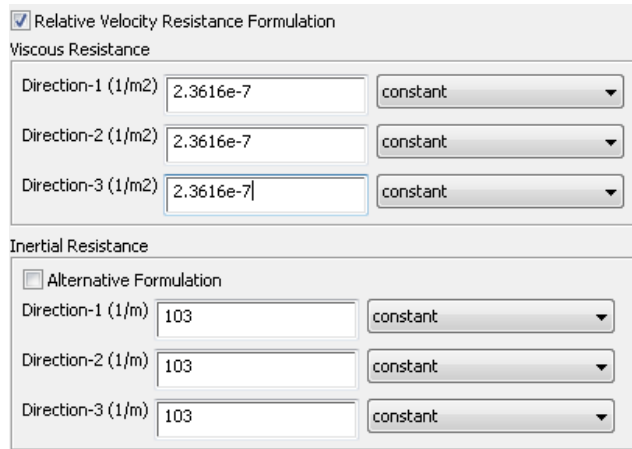 Relative Velocity Resistance Formulation
Viscous Resistance
Direction-1 (1/m2) 2.3616e-7 constant
Direction-2 (1/m2) 2.3616e-7 constant
Direction-3 (1/m2) 2.3616e-7 constant
Inertial Resistance
Alternative Formulation
Direction-1 (1/m) 103 constant
Direction-2 (1/m) 103 constant
Direction-3 (1/m) 103 constant